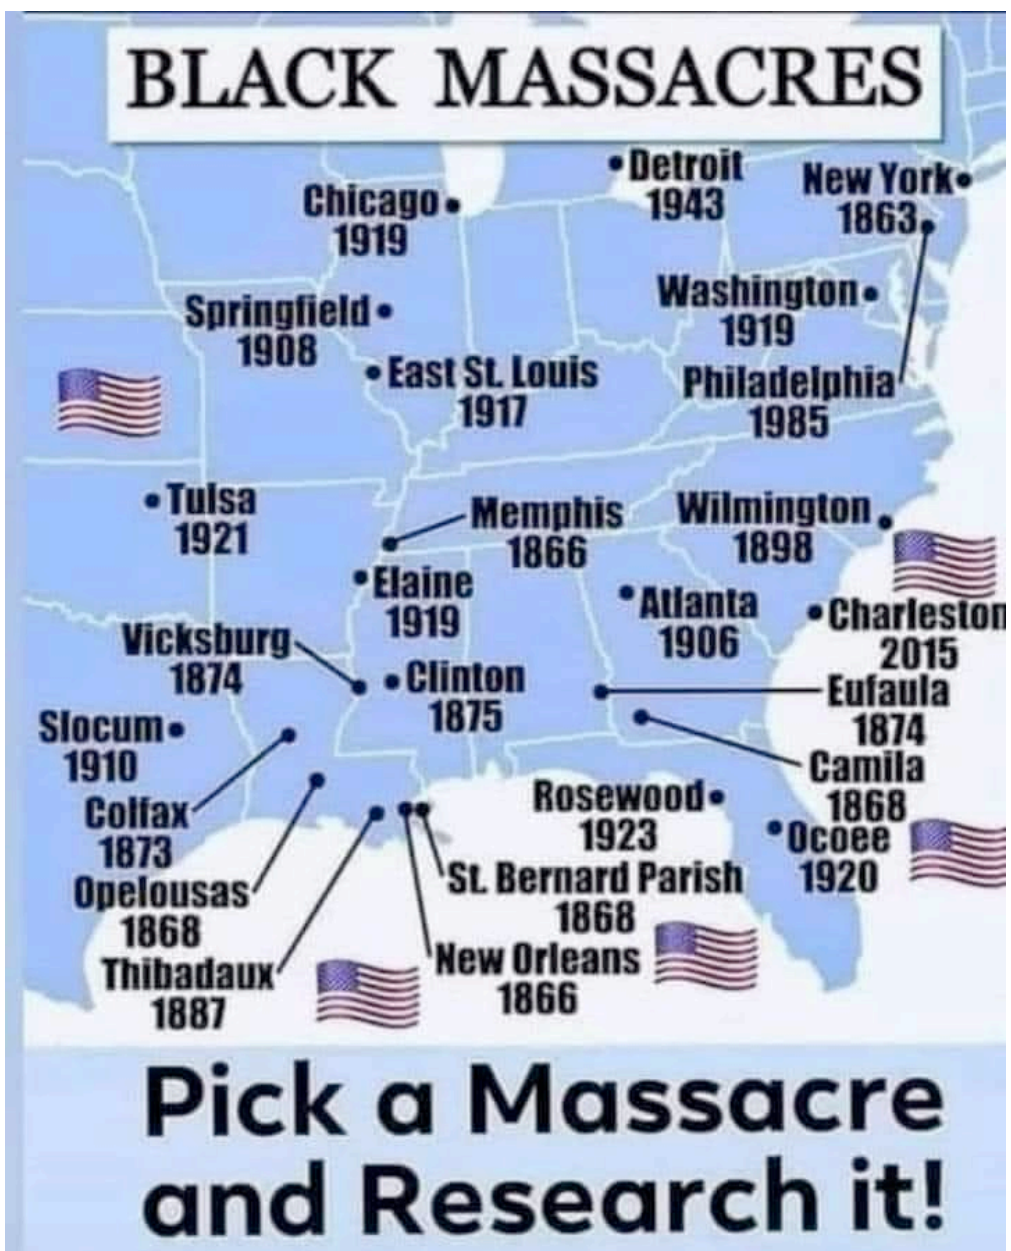 BLACK MASSACRES
Detroit
1943
New York
1863
Chicago
1919
Springfield
1908
Washington
1919
East St. Louis
1917
Philadelphia
1985
Tulsa
1921
Memphis
1866
Wilmington
1898
Elaine
1919
Atlanta
1906
Charleston
2015
Vicksburg
1874
Clinton
1875
Eufaula
1874
Slocum
1910
Camila
1868
Colfax
1873
Rosewood
1923
Ocoee
1920
Opelousas
1868
St. Bernard Parish
1868
Thibadaux
1887
New Orleans
1866
Pick a Massacre
and Research it!